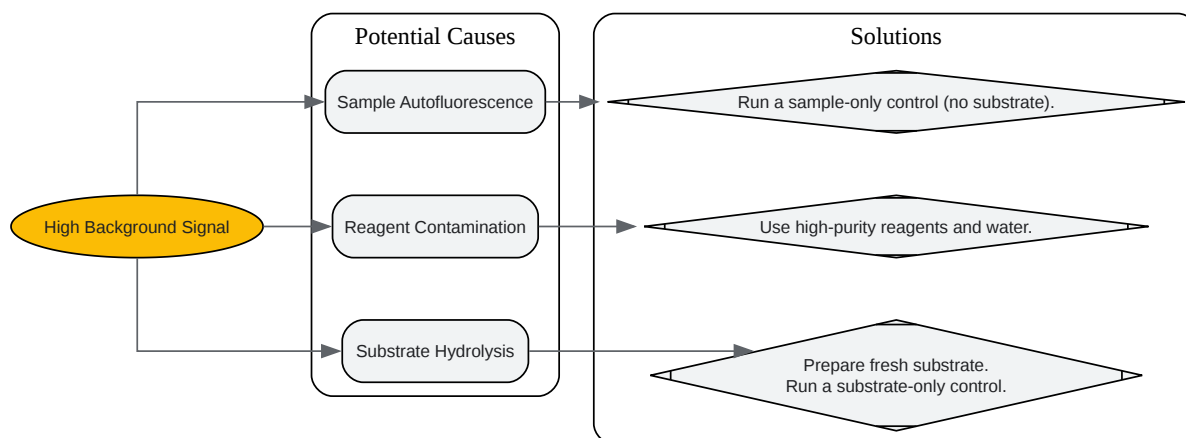 Potential Causes
Solutions
Sample Autofluorescence
Run a sample-only control (no substrate).
High Background Signal
Reagent Contamination
Use high-purity reagents and water.
Substrate Hydrolysis
Prepare fresh substrate.
Run a substrate-only control.